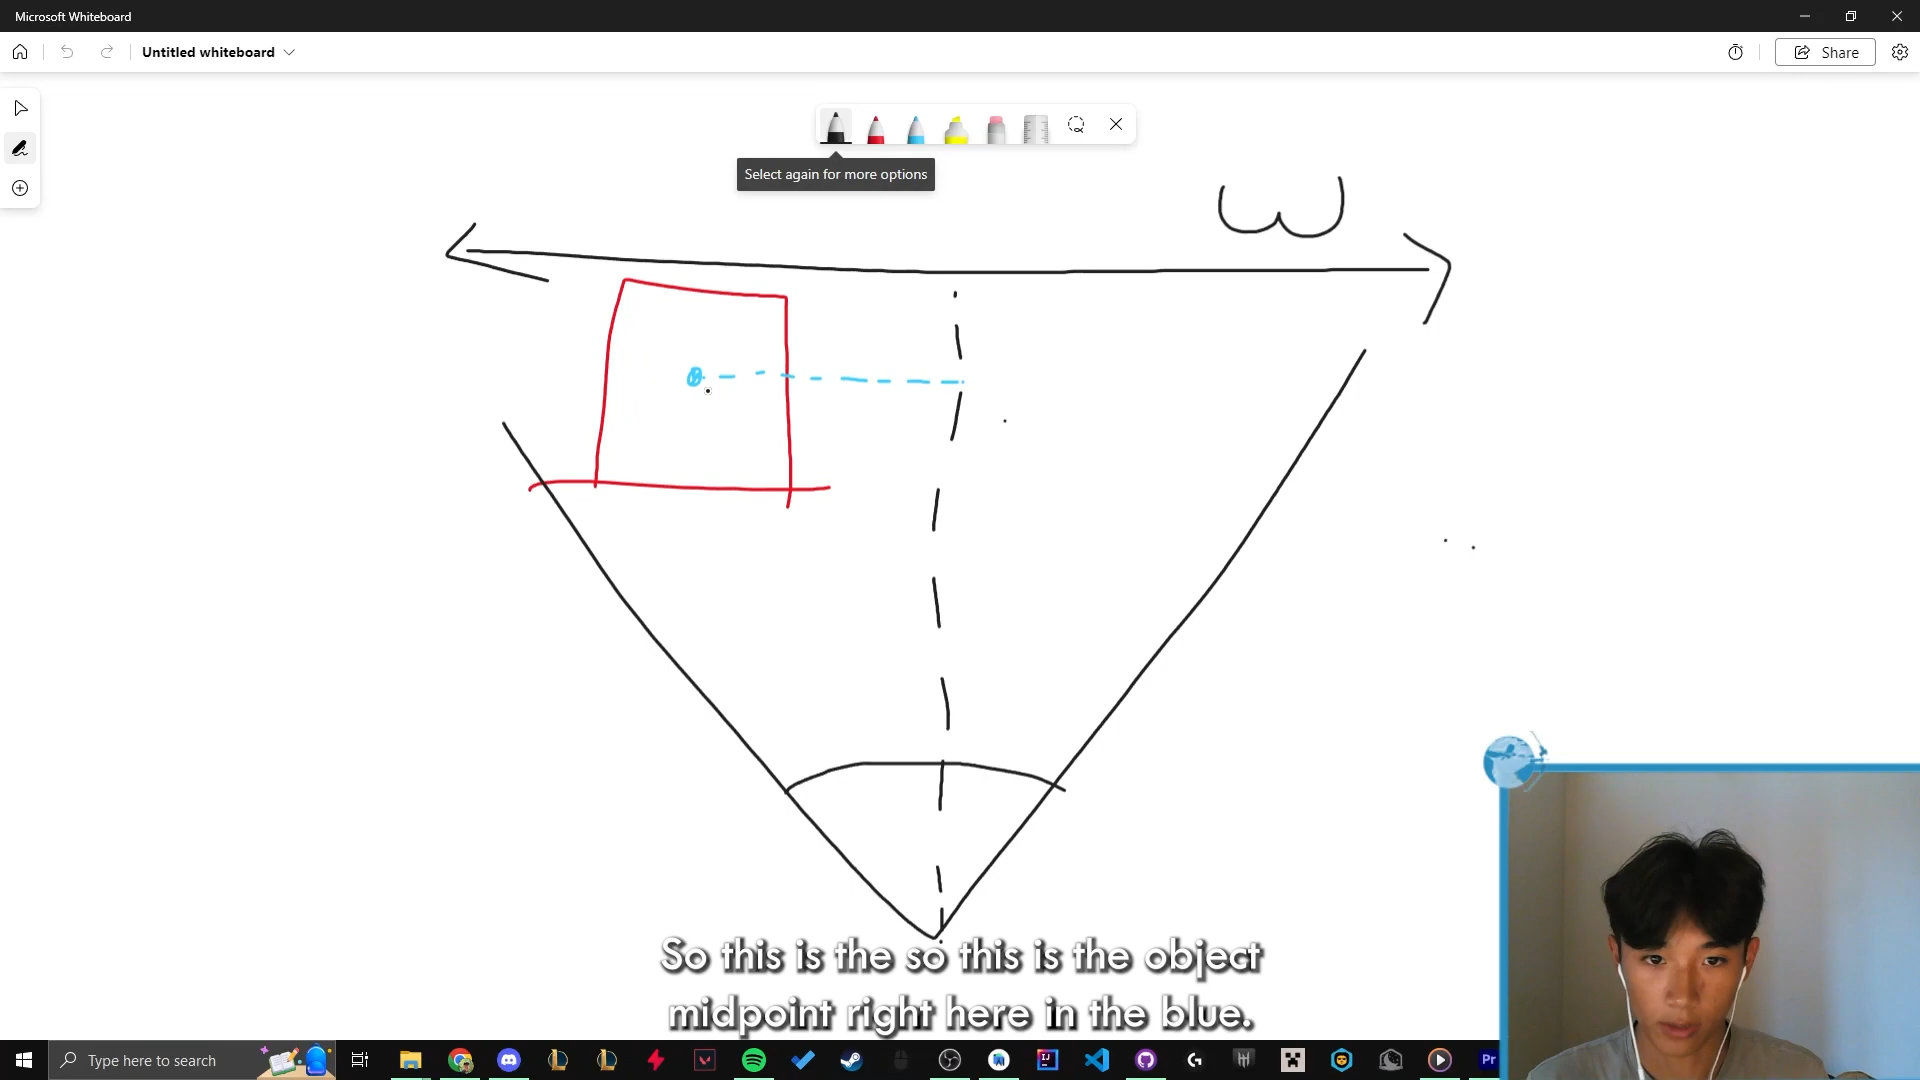 Microsoft Whiteboard
Untitled whiteboard
Share
Select again for more options
ω
So this is the so this is the object
midpoint right here in the blue.
Type here to search
Pr